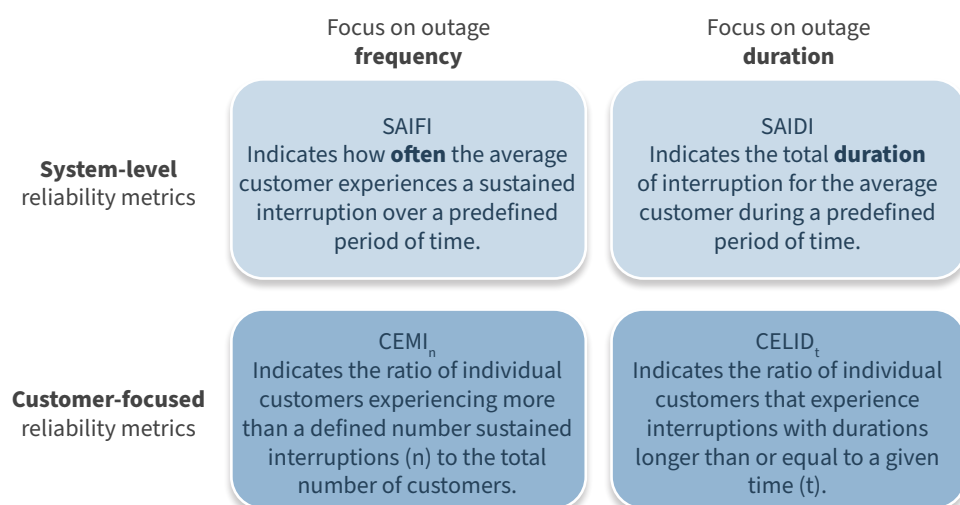 Focus on outage
frequency
Focus on outage
duration
System-level
reliability metrics
SAIFI
Indicates how often the average
customer experiences a sustained
interruption over a predefined
period of time.
SAIDI
Indicates the total duration
of interruption for the average
customer during a predefined
period of time.
Customer-focused
reliability metrics
CEMIn
Indicates the ratio of individual
customers experiencing more
than a defined number sustained
interruptions (n) to the total
number of customers.
CELIDt
Indicates the ratio of individual
customers that experience
interruptions with durations
longer than or equal to a given
time (t).